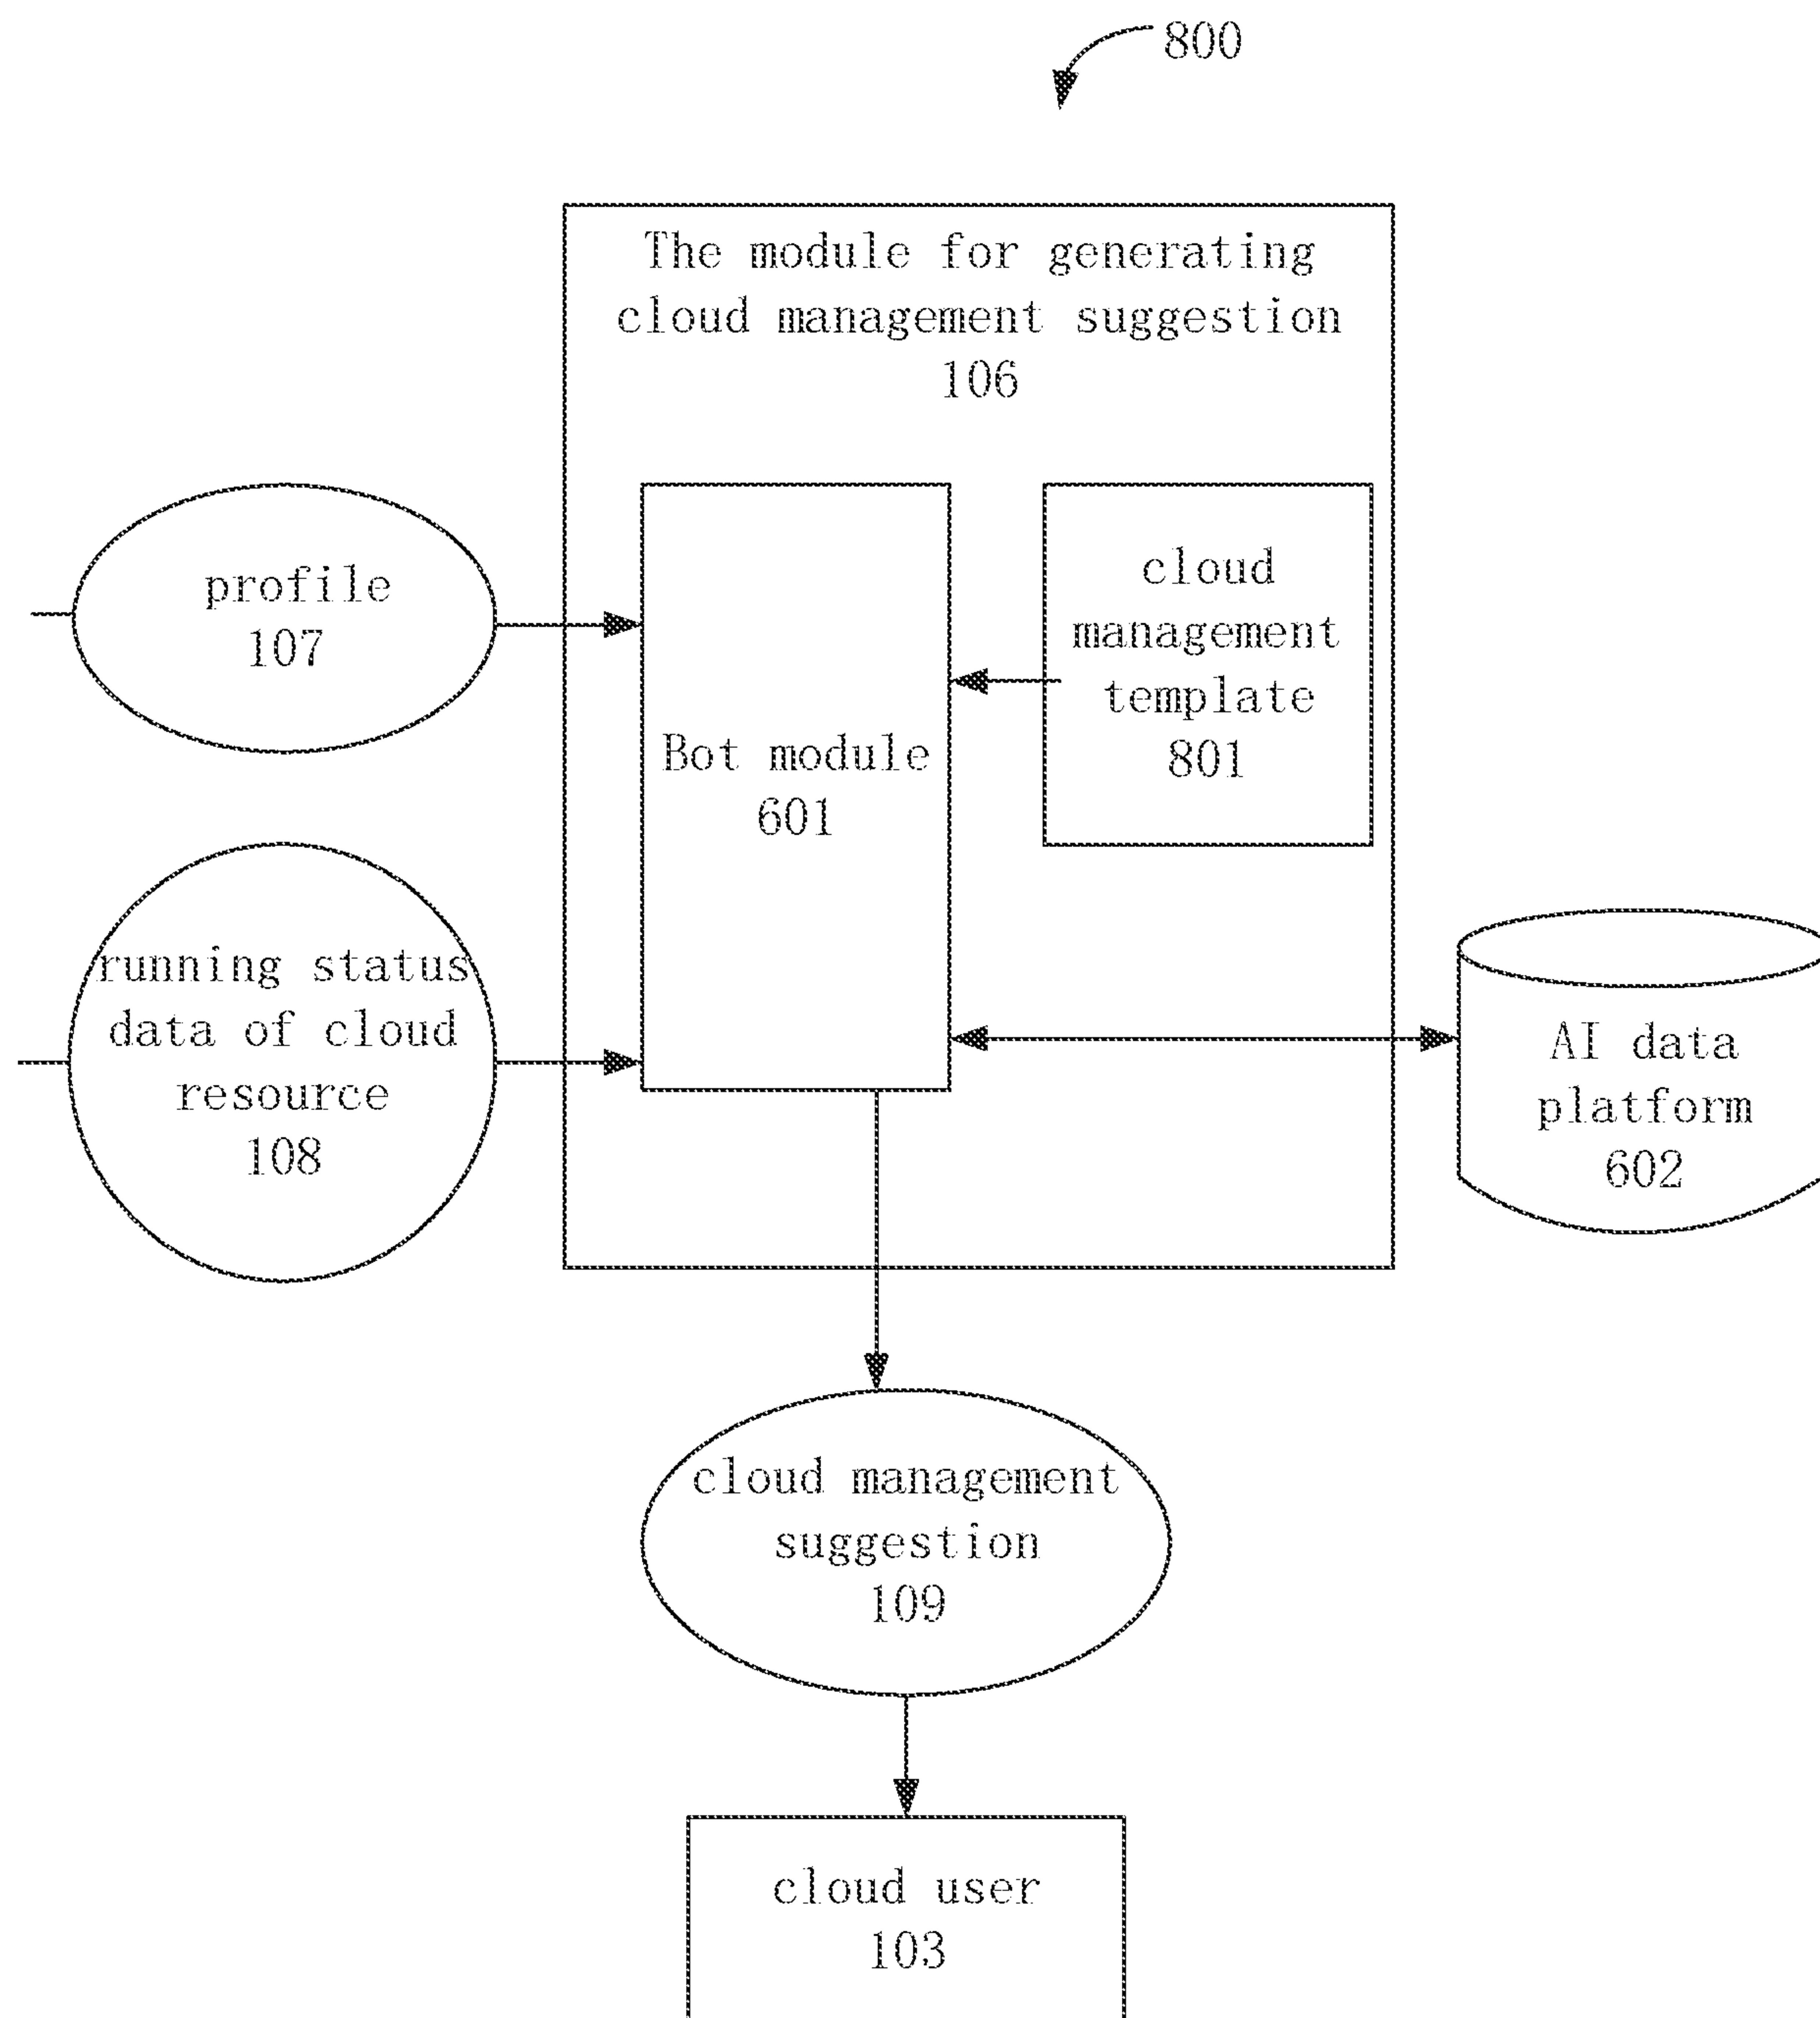 800
The module for generating
cloud management suggestion
106
profile
107
Bot module
601
cloud
management
template
801
running status
data of cloud
resource
108
AI data
platform
602
cloud management
suggestion
109
cloud user
103